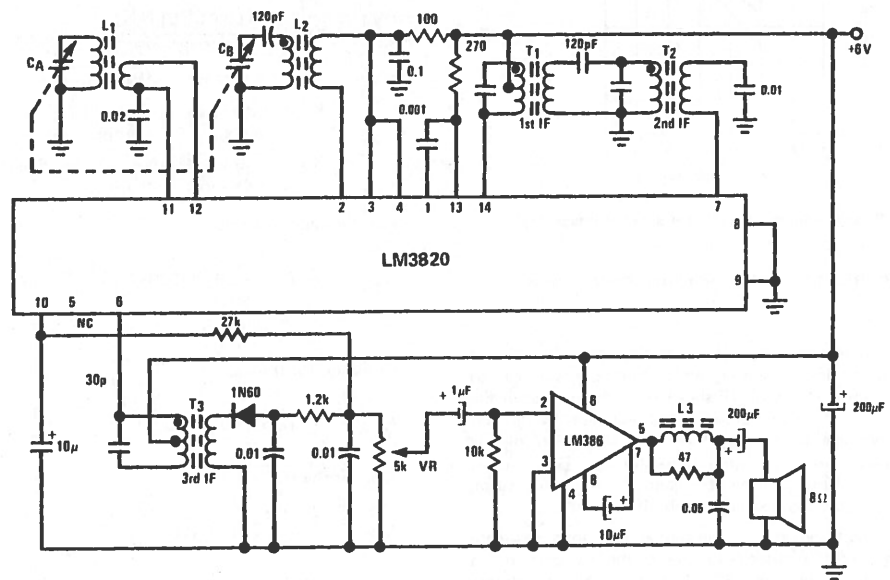 120pF
L1
L2
100
CA
CB
270
T1
120pF
T2
+6V
0.1
0.02
0.001
0.01
1st IF
2nd IF
11
12
2
3
4
1
13
14
7
LM3820
8
9
10
5
6
NC
27k
30p
1N60
1.2k
1µF
T3
+
10µ
0.01
0.01
3rd IF
5k
VR
10k
2
6
LM386
3
4
8
+
10µF
5
7
L3
47
200µF
+
0.05
8Ω
+
200µF